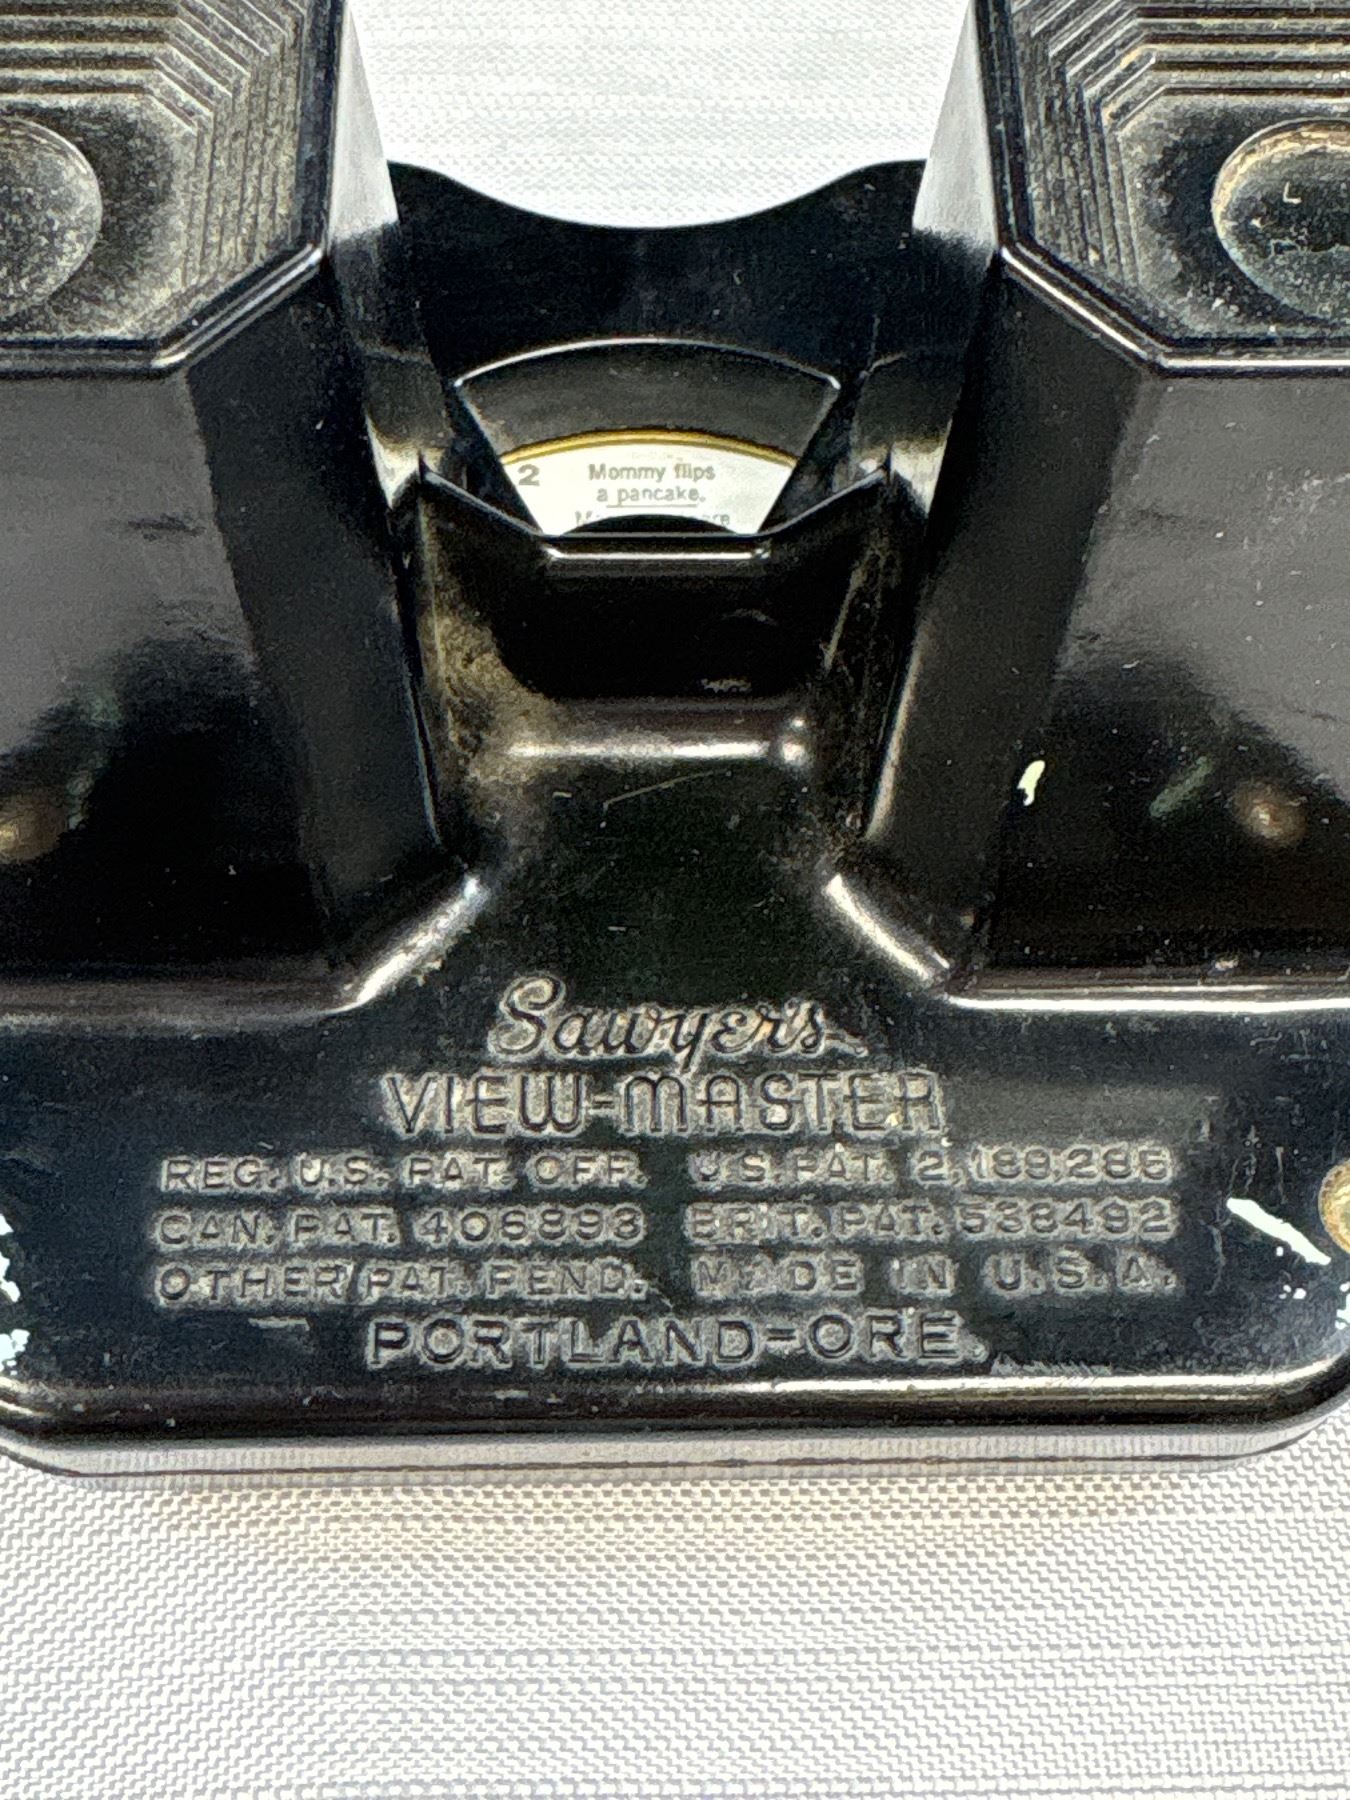 2 Mommy flips
a pancake.
Sawyer's
VIEW-MASTER
REG. U.S. PAT. OFF. U.S. PAT. 2,189,285
CAN. PAT. 406893 BRIT. PAT. 538492
OTHER PAT. PEND. MADE IN U.S.A.
PORTLAND-ORE.